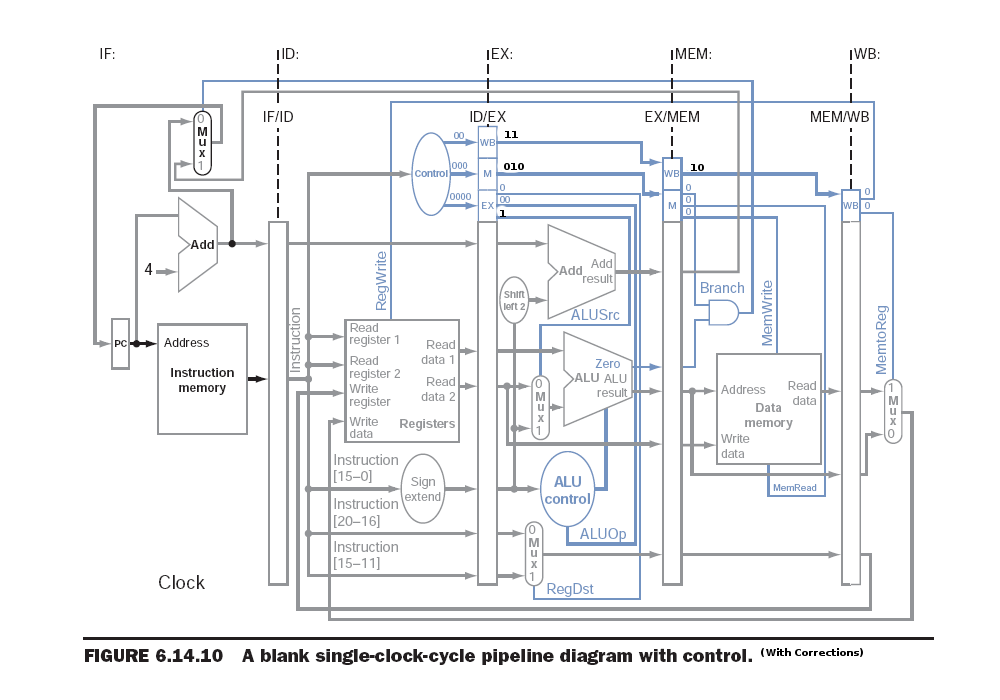 IF: ID: EX: MEM: WB:
IF/ID ID/EX EX/MEM MEM/WB
0
M
u
x
1
Add
4
PC
Address
Instruction
memory
Instruction
Control
00
000
0000
WB
M
EX
11
010
0
00
1
WB
M
10
0
0
0
WB
0
0
RegWrite
Read
register 1
Read
register 2
Write
register
Write
data
Read
data 1
Read
data 2
Registers
Instruction
[15–0]
Sign
extend
Instruction
[20–16]
Instruction
[15–11]
Add
Add
result
Shift
left 2
ALUSrc
0
M
u
x
1
Zero
ALU
ALU
result
ALU
control
ALUOp
0
M
u
x
1
RegDst
Branch
MemWrite
Address
Read
data
Data
memory
Write
data
MemRead
MemtoReg
1
M
u
x
0
Clock
FIGURE 6.14.10 A blank single-clock-cycle pipeline diagram with control. (With Corrections)